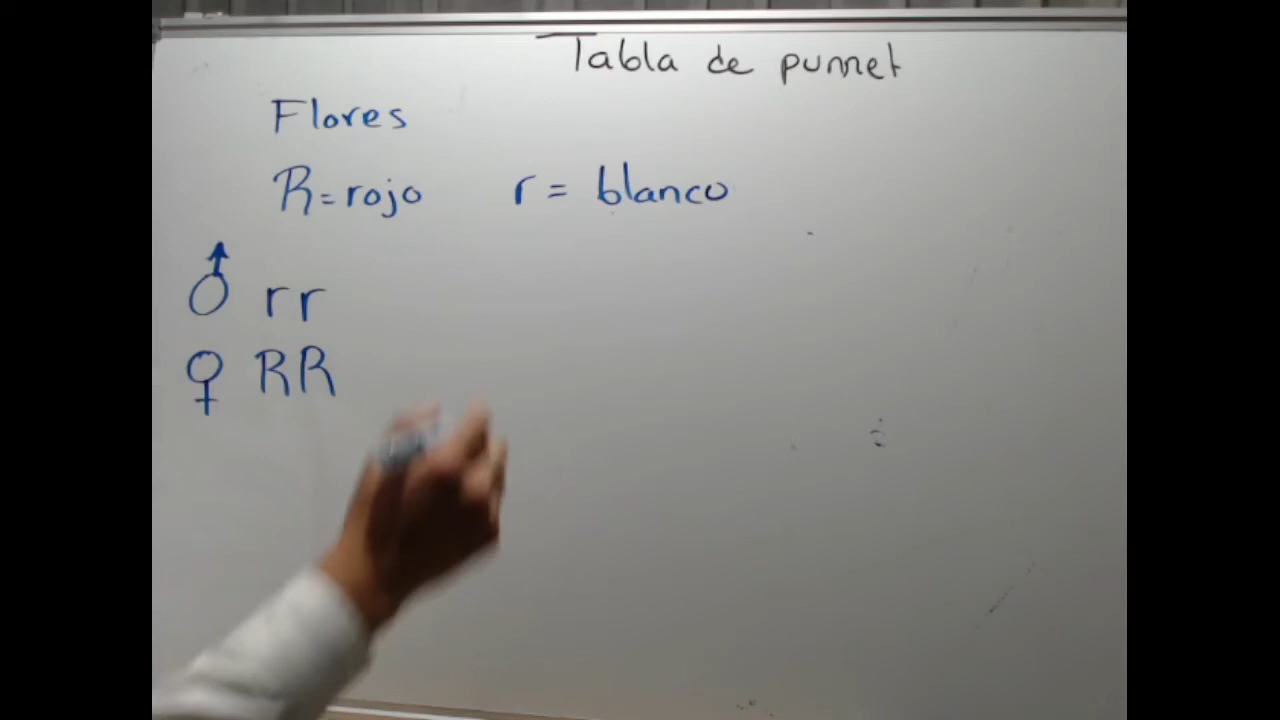 Tabla de punnet
Flores
R=rojo r = blanco
♂ rr
♀ RR